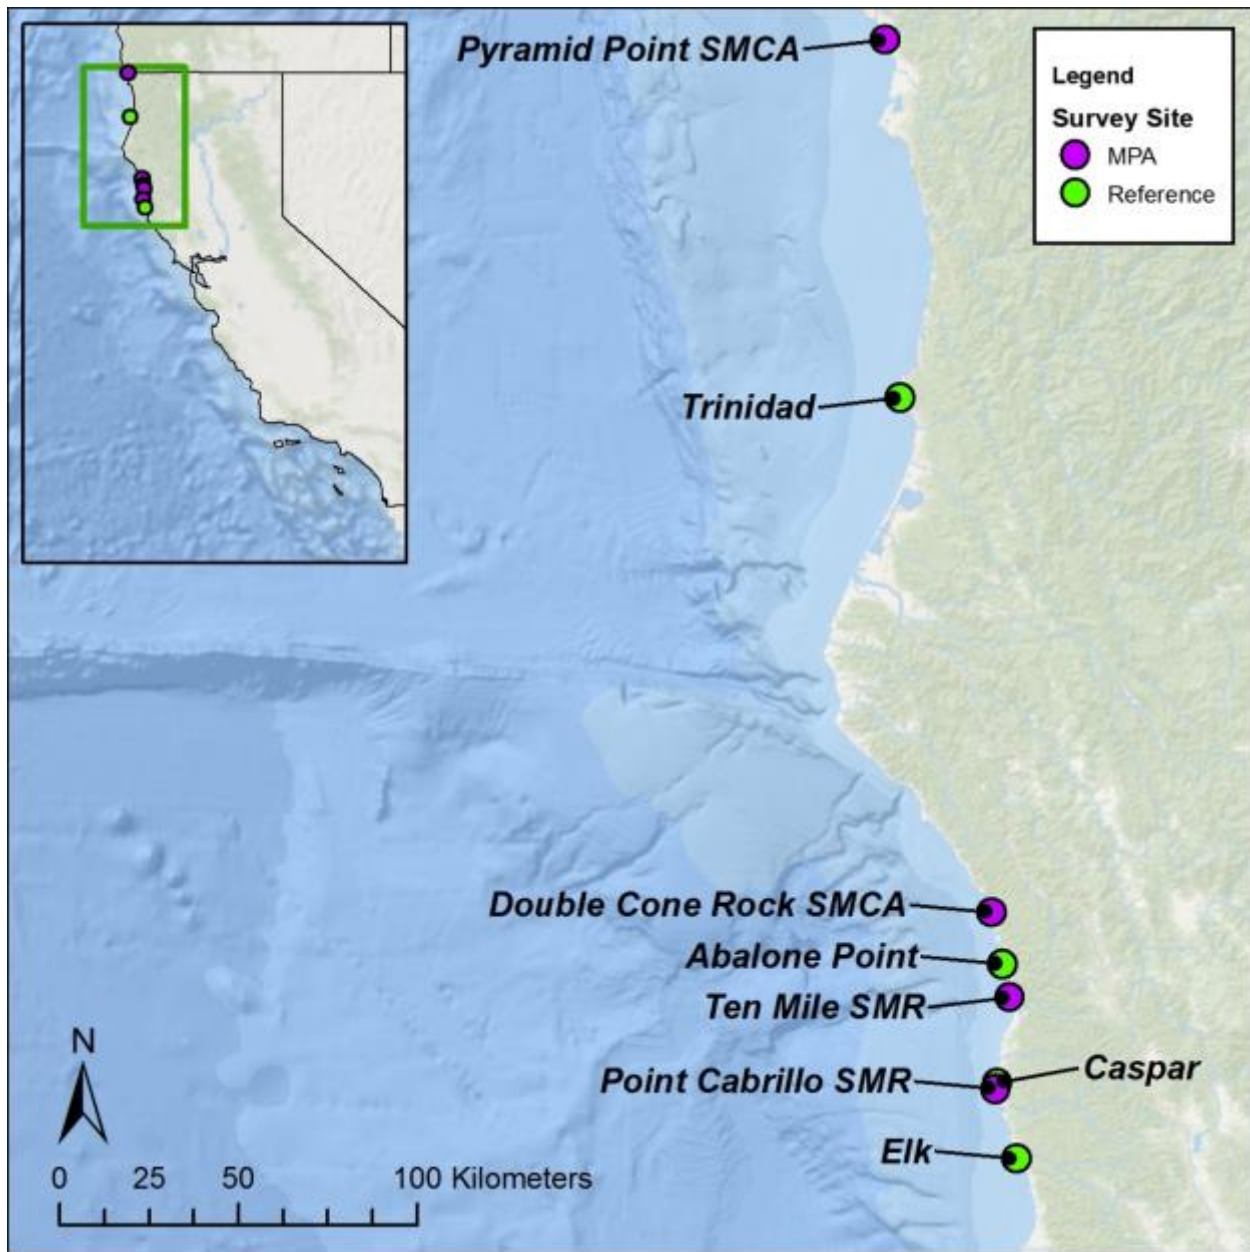 Pyramid Point SMCA
Legend
Survey Site
MPA
Reference
Trinidad
Double Cone Rock SMCA
Abalone Point
Ten Mile SMR
Point Cabrillo SMR
Caspar
Elk
N
0 25 50 100 Kilometers